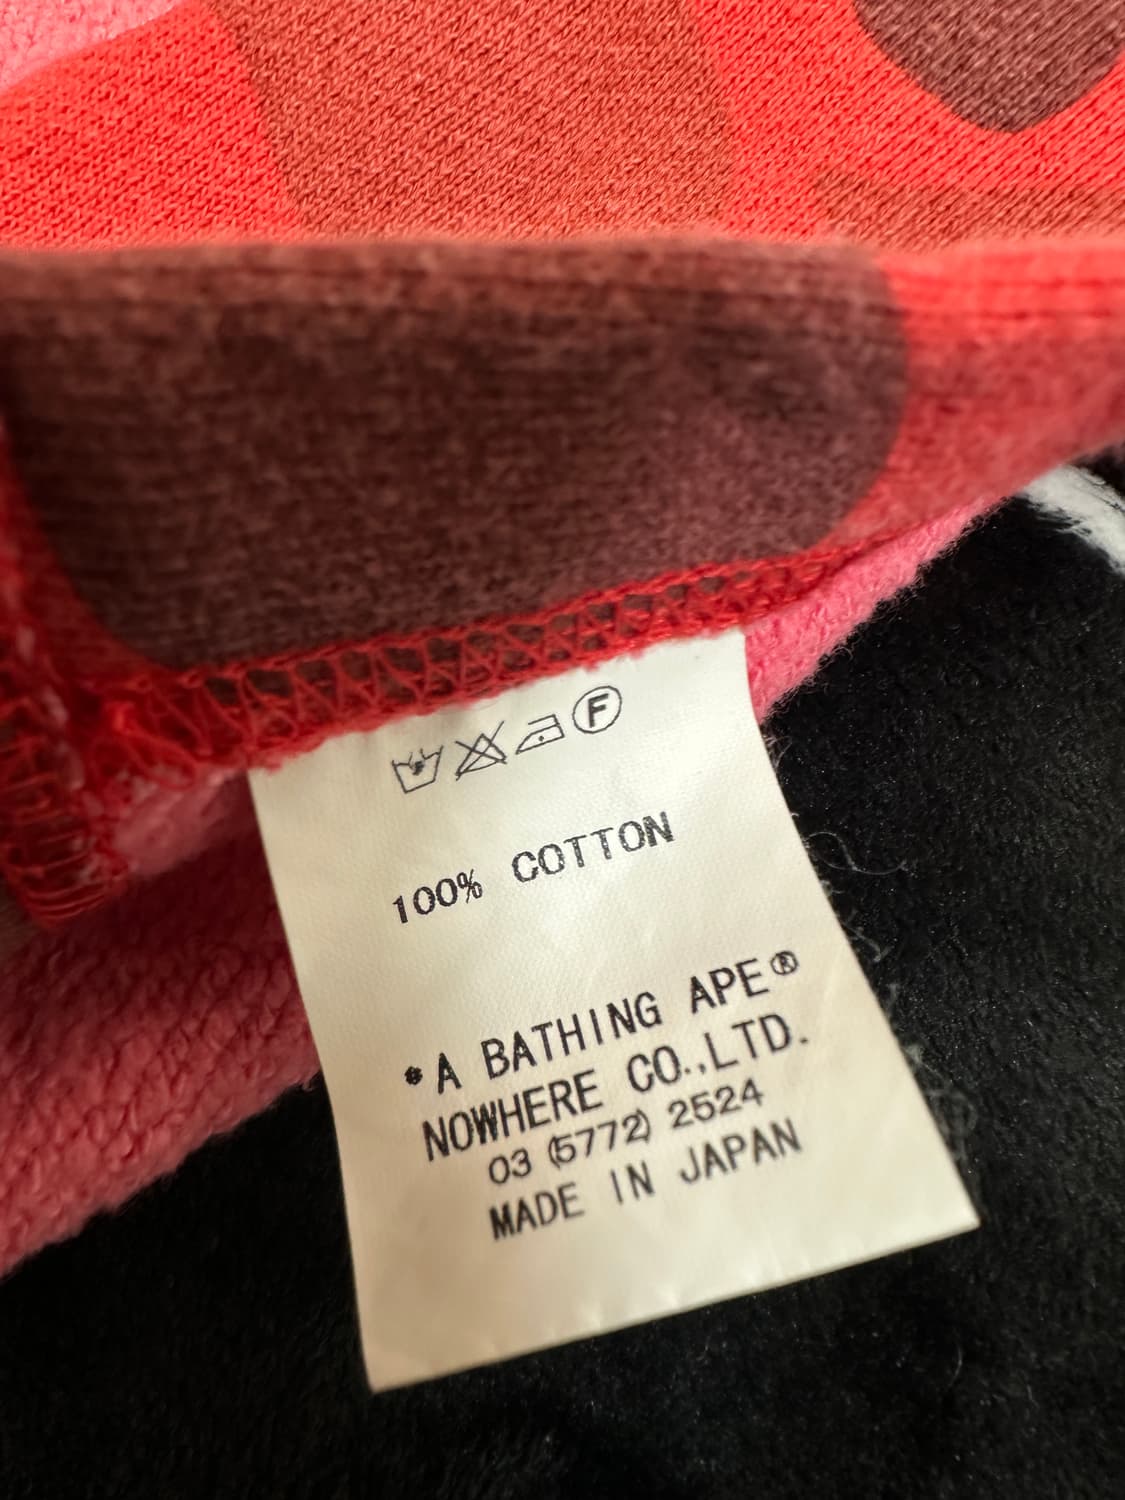 F
100% COTTON
*A BATHING APE®
NOWHERE CO.,LTD.
03 (5772) 2524
MADE IN JAPAN